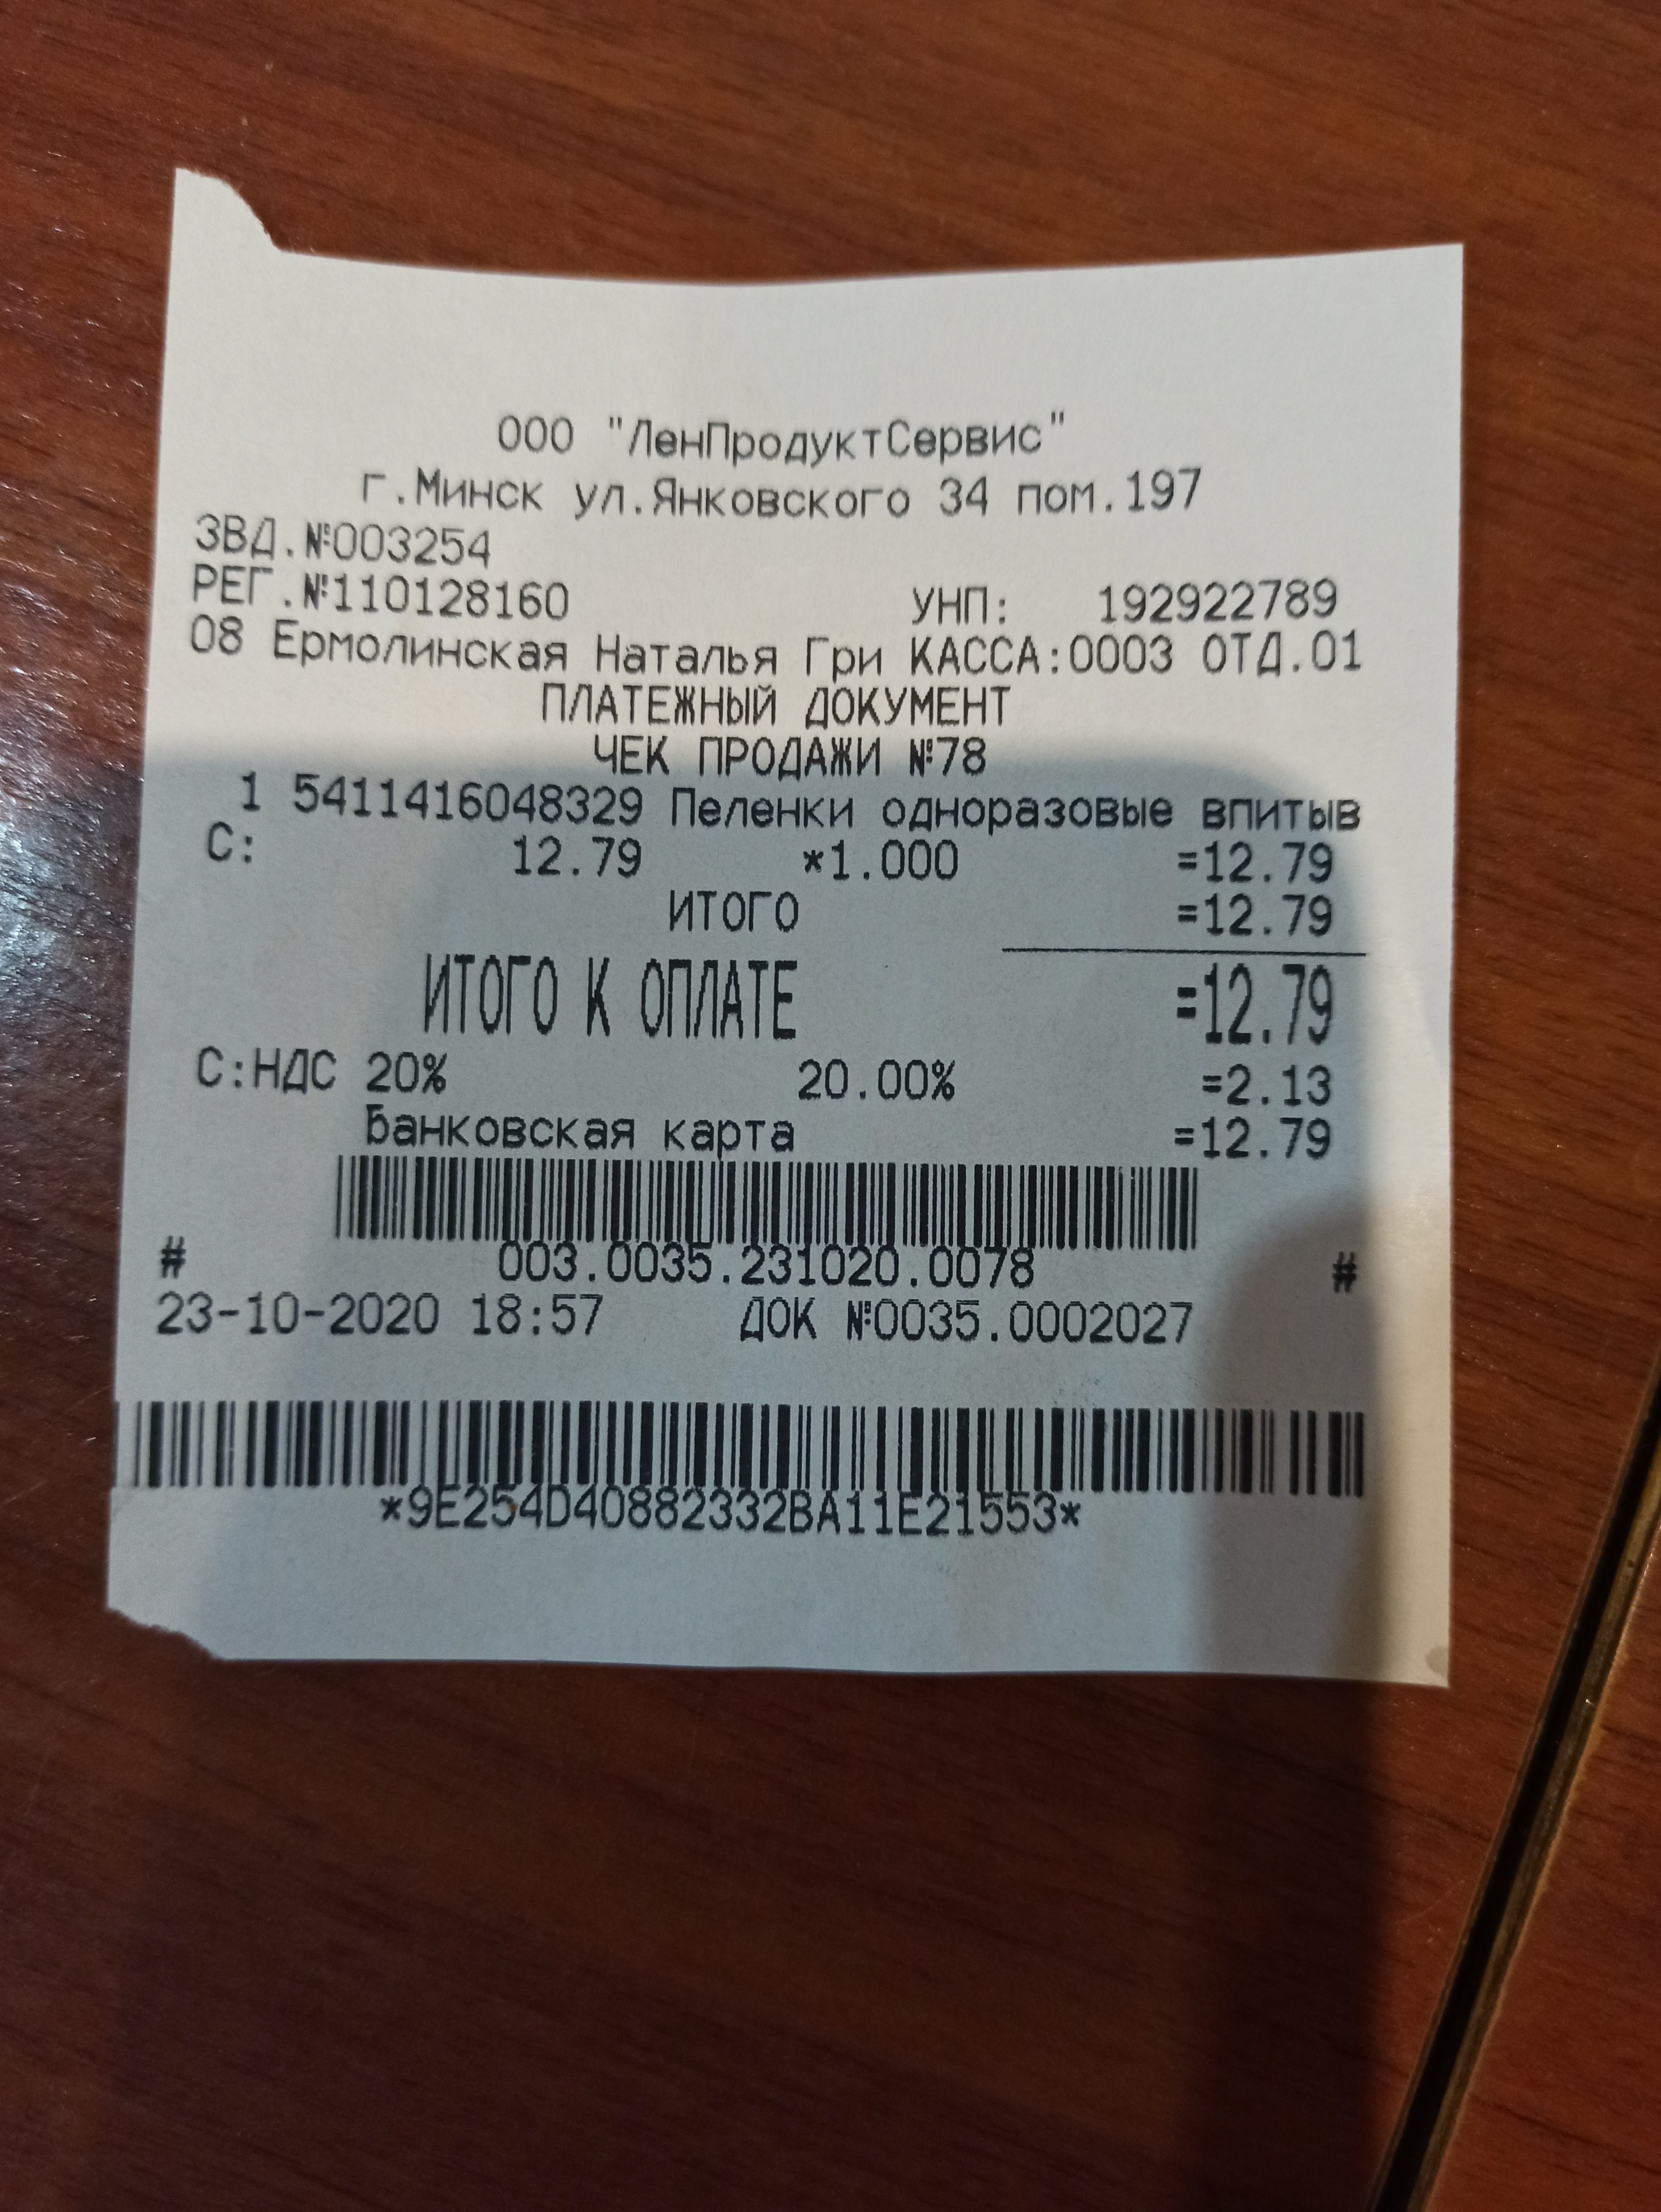 ООО "ЛенПродуктСервис"
г.Минск ул.Янковского 34 пом.197
ЗВД.№003254
РЕГ.№110128160 УНП: 192922789
08 Ермолинская Наталья Гри КАССА:0003 ОТД.01
ПЛАТЕЖНЫЙ ДОКУМЕНТ
ЧЕК ПРОДАЖИ №78
1 5411416048329 Пеленки одноразовые впитыв
С: 12.79 *1.000 =12.79
ИТОГО =12.79
ИТОГО К ОПЛАТЕ =12.79
С:НДС 20% 20.00% =2.13
Банковская карта =12.79
# 003.0035.231020.0078 #
23-10-2020 18:57 ДОК №0035.0002027
*9E254D40882332BA11E21553*